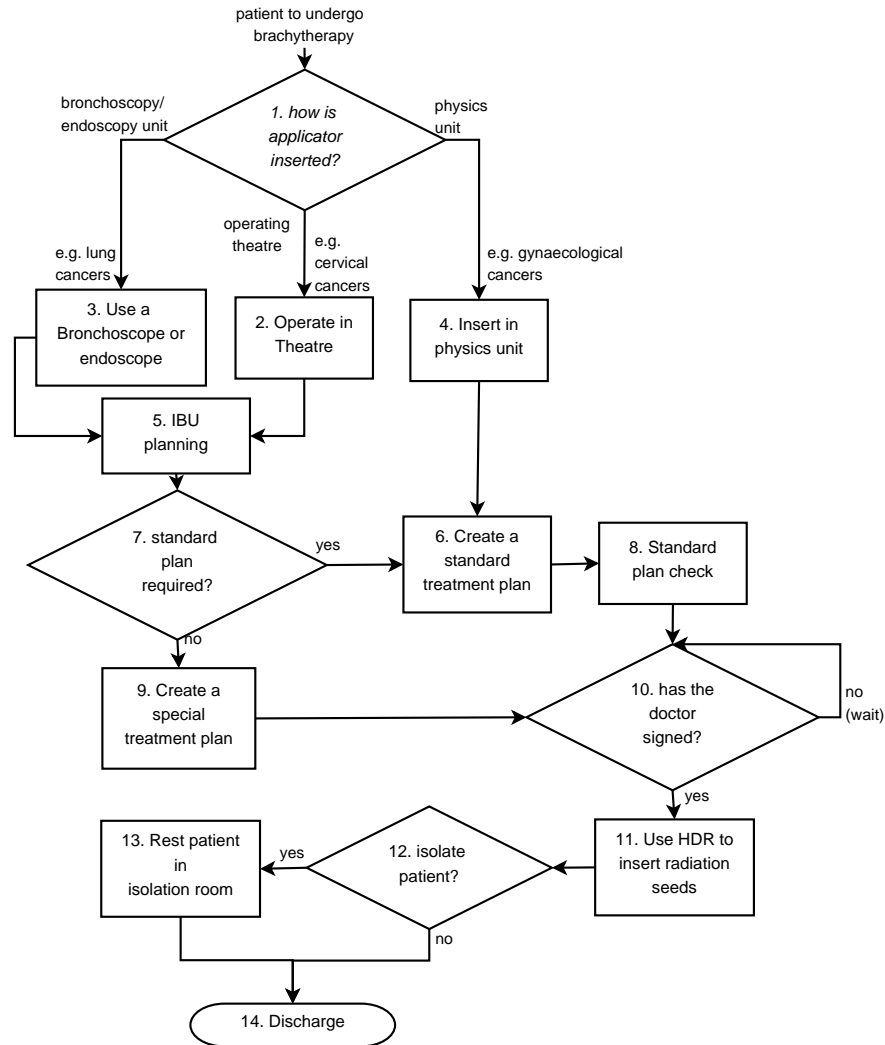 patient to undergo
brachytherapy
bronchoscopy/
endoscopy unit
1. how is
applicator
inserted?
physics
unit
operating
theatre
e.g. lung
cancers
e.g.
cervical
cancers
e.g. gynaecological
cancers
3. Use a
Bronchoscope or
endoscope
2. Operate in
Theatre
4. Insert in
physics unit
5. IBU
planning
7. standard
plan
required?
yes
6. Create a
standard
treatment plan
8. Standard
plan check
no
9. Create a
special
treatment plan
10. has the
doctor
signed?
no
(wait)
yes
11. Use HDR to
insert radiation
seeds
12. isolate
patient?
yes
13. Rest patient
in
isolation room
no
14. Discharge